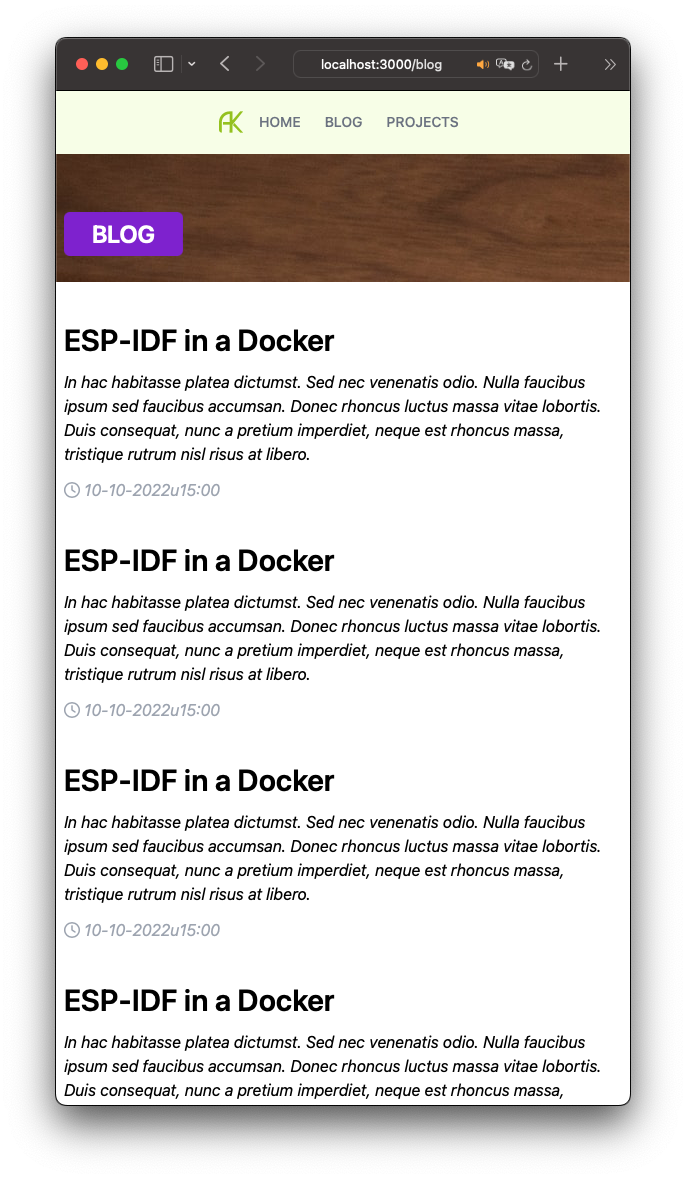 localhost:3000/blog
AK HOME BLOG PROJECTS
BLOG
ESP-IDF in a Docker
In hac habitasse platea dictumst. Sed nec venenatis odio. Nulla faucibus
ipsum sed faucibus accumsan. Donec rhoncus luctus massa vitae lobortis.
Duis consequat, nunc a pretium imperdiet, neque est rhoncus massa,
tristique rutrum nisl risus at libero.
10-10-2022u15:00
ESP-IDF in a Docker
In hac habitasse platea dictumst. Sed nec venenatis odio. Nulla faucibus
ipsum sed faucibus accumsan. Donec rhoncus luctus massa vitae lobortis.
Duis consequat, nunc a pretium imperdiet, neque est rhoncus massa,
tristique rutrum nisl risus at libero.
10-10-2022u15:00
ESP-IDF in a Docker
In hac habitasse platea dictumst. Sed nec venenatis odio. Nulla faucibus
ipsum sed faucibus accumsan. Donec rhoncus luctus massa vitae lobortis.
Duis consequat, nunc a pretium imperdiet, neque est rhoncus massa,
tristique rutrum nisl risus at libero.
10-10-2022u15:00
ESP-IDF in a Docker
In hac habitasse platea dictumst. Sed nec venenatis odio. Nulla faucibus
ipsum sed faucibus accumsan. Donec rhoncus luctus massa vitae lobortis.
Duis consequat, nunc a pretium imperdiet, neque est rhoncus massa,